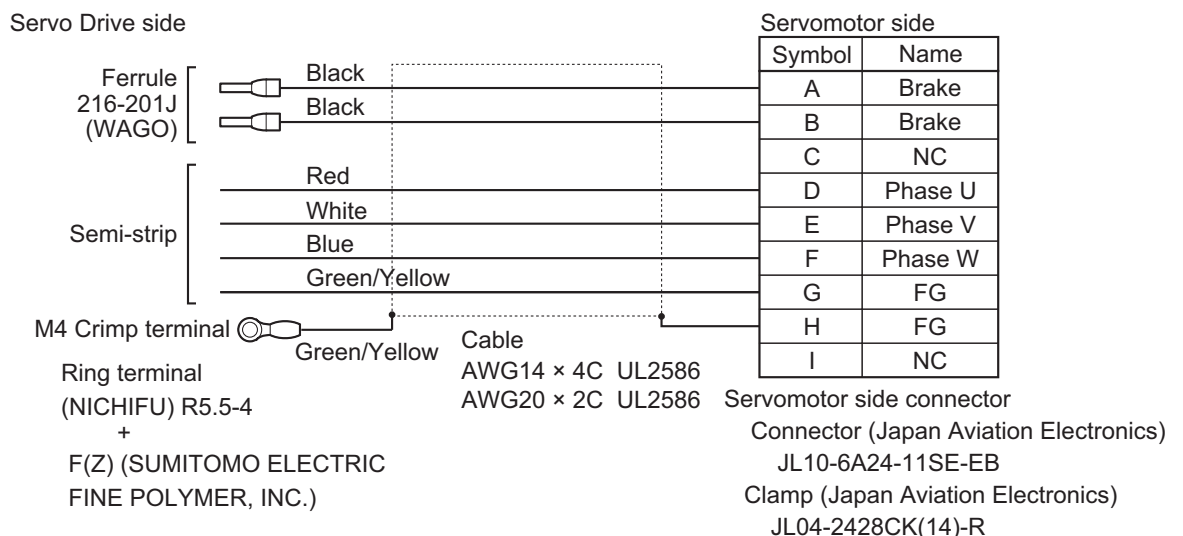 Servo Drive side
Servomotor side
Symbol Name
Ferrule
216-201J
(WAGO)
Black
A Brake
Black
B Brake
C NC
Semi-strip
Red
D Phase U
White
E Phase V
Blue
F Phase W
Green/Yellow
G FG
M4 Crimp terminal
Green/Yellow
H FG
I NC
Ring terminal
(NICHIFU) R5.5-4
+
F(Z) (SUMITOMO ELECTRIC
FINE POLYMER, INC.)
Cable
AWG14 × 4C UL2586
AWG20 × 2C UL2586
Servomotor side connector
Connector (Japan Aviation Electronics)
JL10-6A24-11SE-EB
Clamp (Japan Aviation Electronics)
JL04-2428CK(14)-R